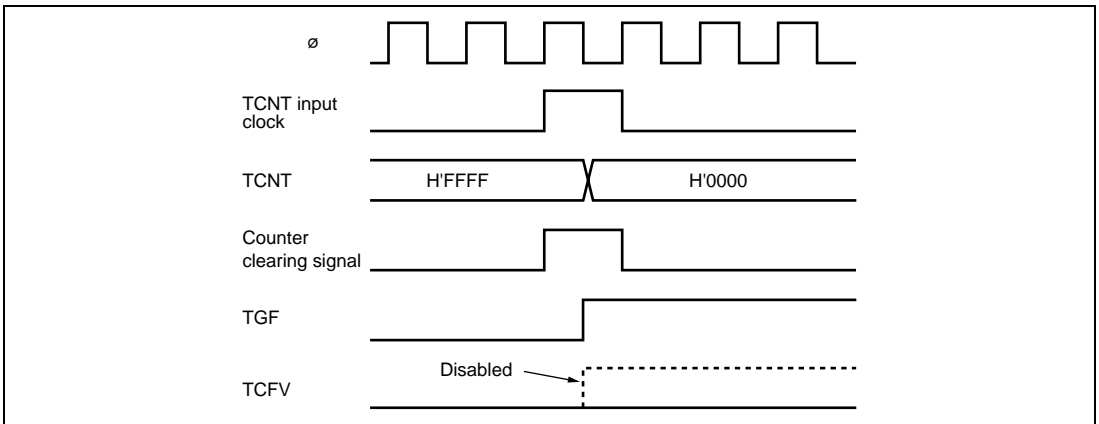 ø
TCNT input
clock
TCNT
H'FFFF
H'0000
Counter
clearing signal
TGF
Disabled
TCFV